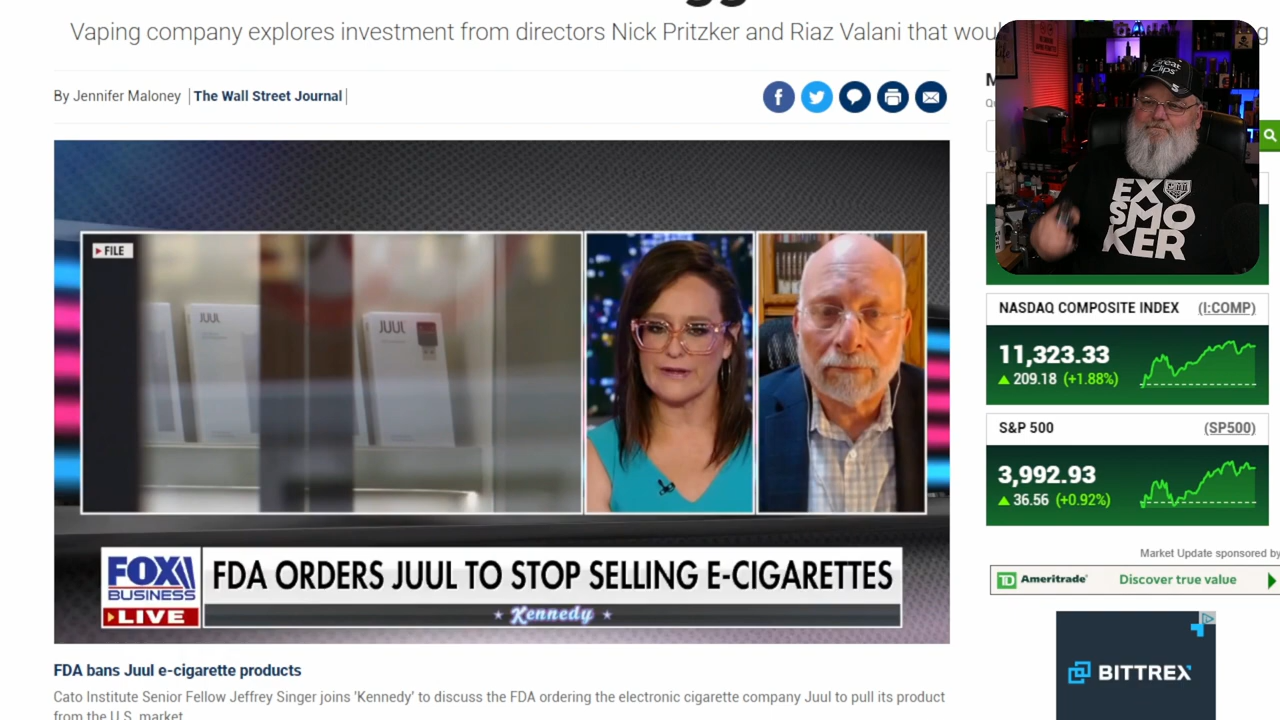 Vaping company explores investment from directors Nick Pritzker and Riaz Valani that
By Jennifer Maloney | The Wall Street Journal |
Great
Clips
EX
SMO
KER
FILE
JUUL
JUUL
NASDAQ COMPOSITE INDEX (I:COMP)
11,323.33
209.18 (+1.88%)
S&P 500 (SP500)
3,992.93
36.56 (+0.92%)
Market Update sponsored by
TD Ameritrade Discover true value
FOX
BUSINESS
LIVE
FDA ORDERS JUUL TO STOP SELLING E-CIGARETTES
Kennedy
BITTREX
FDA bans Juul e-cigarette products
Cato Institute Senior Fellow Jeffrey Singer joins 'Kennedy' to discuss the FDA ordering the electronic cigarette company Juul to pull its product
from the U.S. market